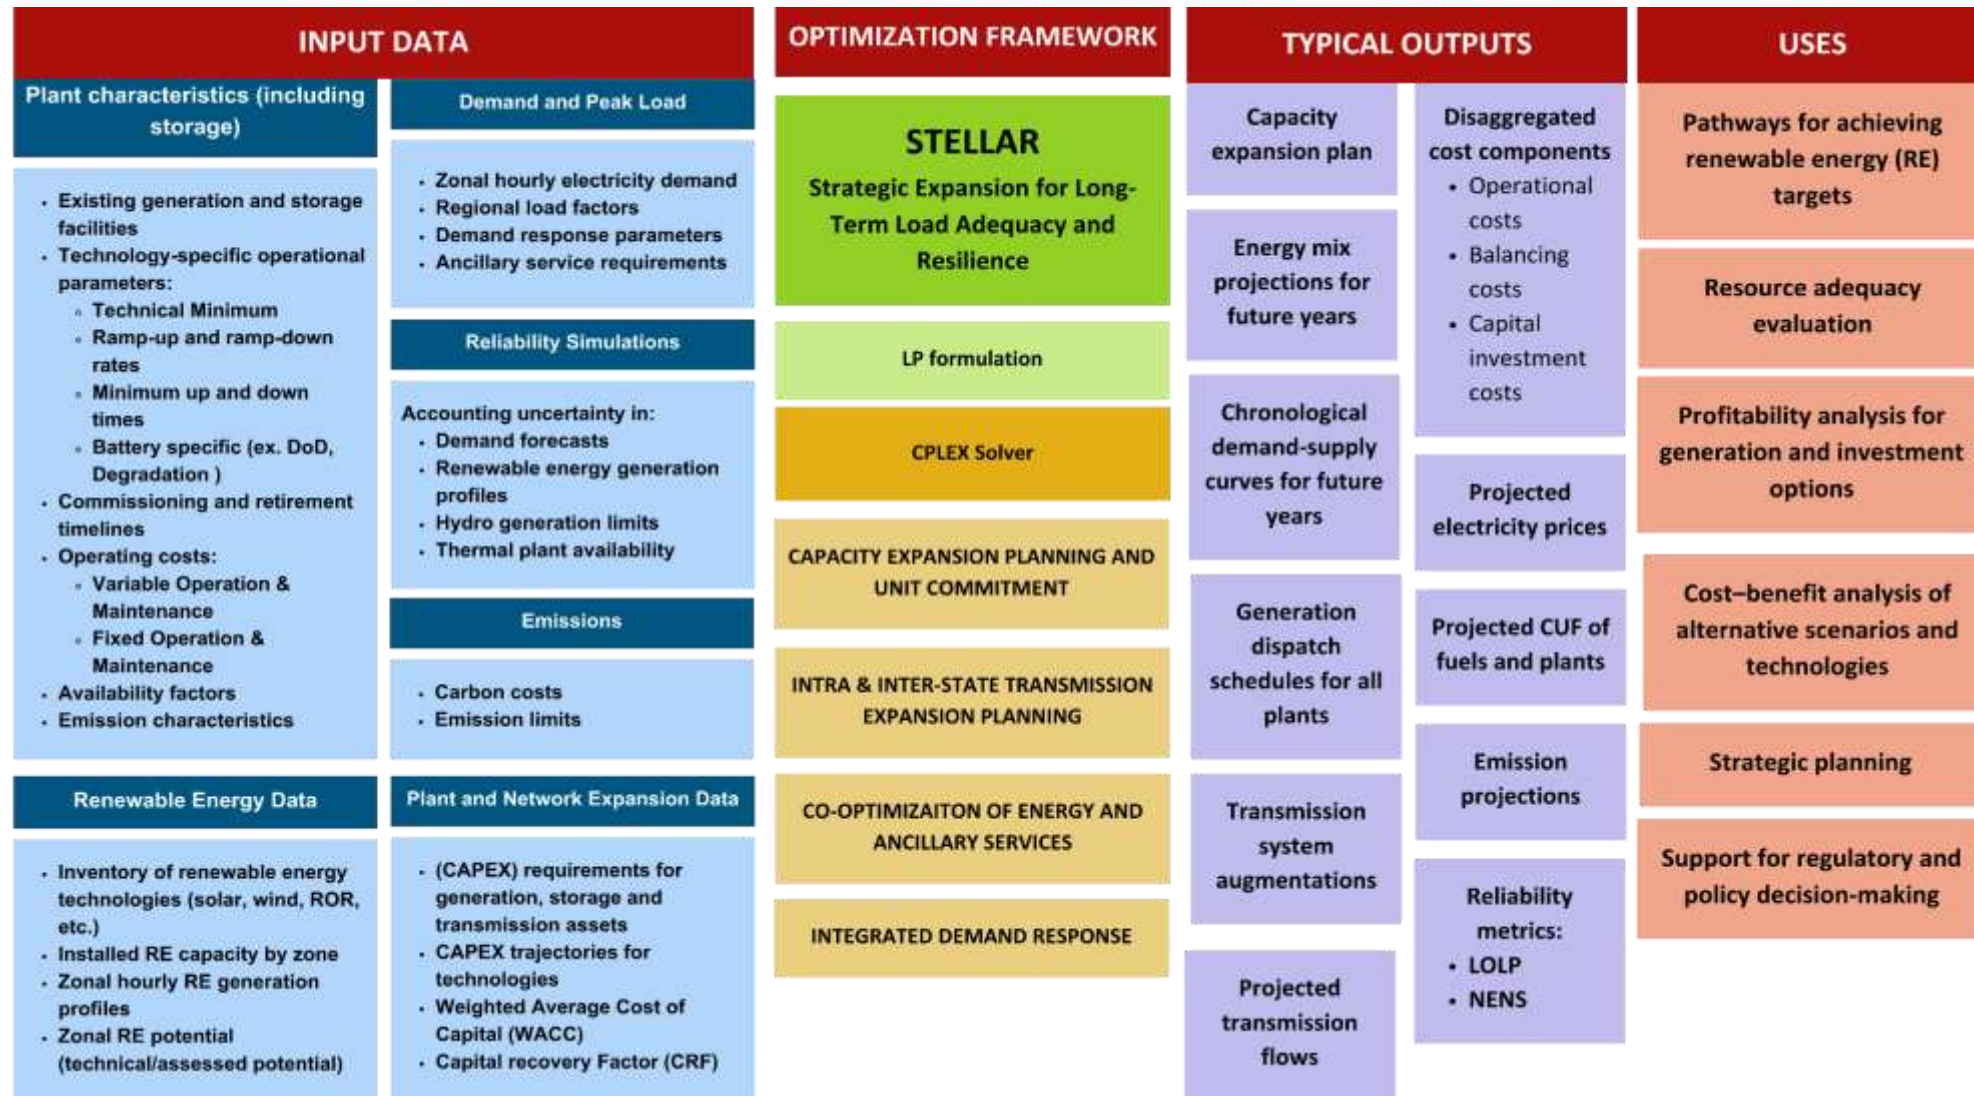 INPUT DATA
Plant characteristics (including
storage)
• Existing generation and storage
facilities
• Technology-specific operational
parameters:
◦ Technical Minimum
◦ Ramp-up and ramp-down
rates
◦ Minimum up and down
times
◦ Battery specific (ex. DoD,
Degradation )
• Commissioning and retirement
timelines
• Operating costs:
◦ Variable Operation &
Maintenance
◦ Fixed Operation &
Maintenance
• Availability factors
• Emission characteristics
Renewable Energy Data
• Inventory of renewable energy
technologies (solar, wind, ROR,
etc.)
• Installed RE capacity by zone
• Zonal hourly RE generation
profiles
• Zonal RE potential
(technical/assessed potential)
Demand and Peak Load
• Zonal hourly electricity demand
• Regional load factors
• Demand response parameters
• Ancillary service requirements
Reliability Simulations
Accounting uncertainty in:
• Demand forecasts
• Renewable energy generation
profiles
• Hydro generation limits
• Thermal plant availability
Emissions
• Carbon costs
• Emission limits
Plant and Network Expansion Data
• (CAPEX) requirements for
generation, storage and
transmission assets
• CAPEX trajectories for
technologies
• Weighted Average Cost of
Capital (WACC)
• Capital recovery Factor (CRF)
OPTIMIZATION FRAMEWORK
STELLAR
Strategic Expansion for Long-
Term Load Adequacy and
Resilience
LP formulation
CPLEX Solver
CAPACITY EXPANSION PLANNING AND
UNIT COMMITMENT
INTRA & INTER-STATE TRANSMISSION
EXPANSION PLANNING
CO-OPTIMIZAITON OF ENERGY AND
ANCILLARY SERVICES
INTEGRATED DEMAND RESPONSE
TYPICAL OUTPUTS
Capacity
expansion plan
Energy mix
projections for
future years
Chronological
demand-supply
curves for future
years
Generation
dispatch
schedules for all
plants
Transmission
system
augmentations
Projected
transmission
flows
Disaggregated
cost components
• Operational
costs
• Balancing
costs
• Capital
investment
costs
Projected
electricity prices
Projected CUF of
fuels and plants
Emission
projections
Reliability
metrics:
• LOLP
• NENS
USES
Pathways for achieving
renewable energy (RE)
targets
Resource adequacy
evaluation
Profitability analysis for
generation and investment
options
Cost–benefit analysis of
alternative scenarios and
technologies
Strategic planning
Support for regulatory and
policy decision-making